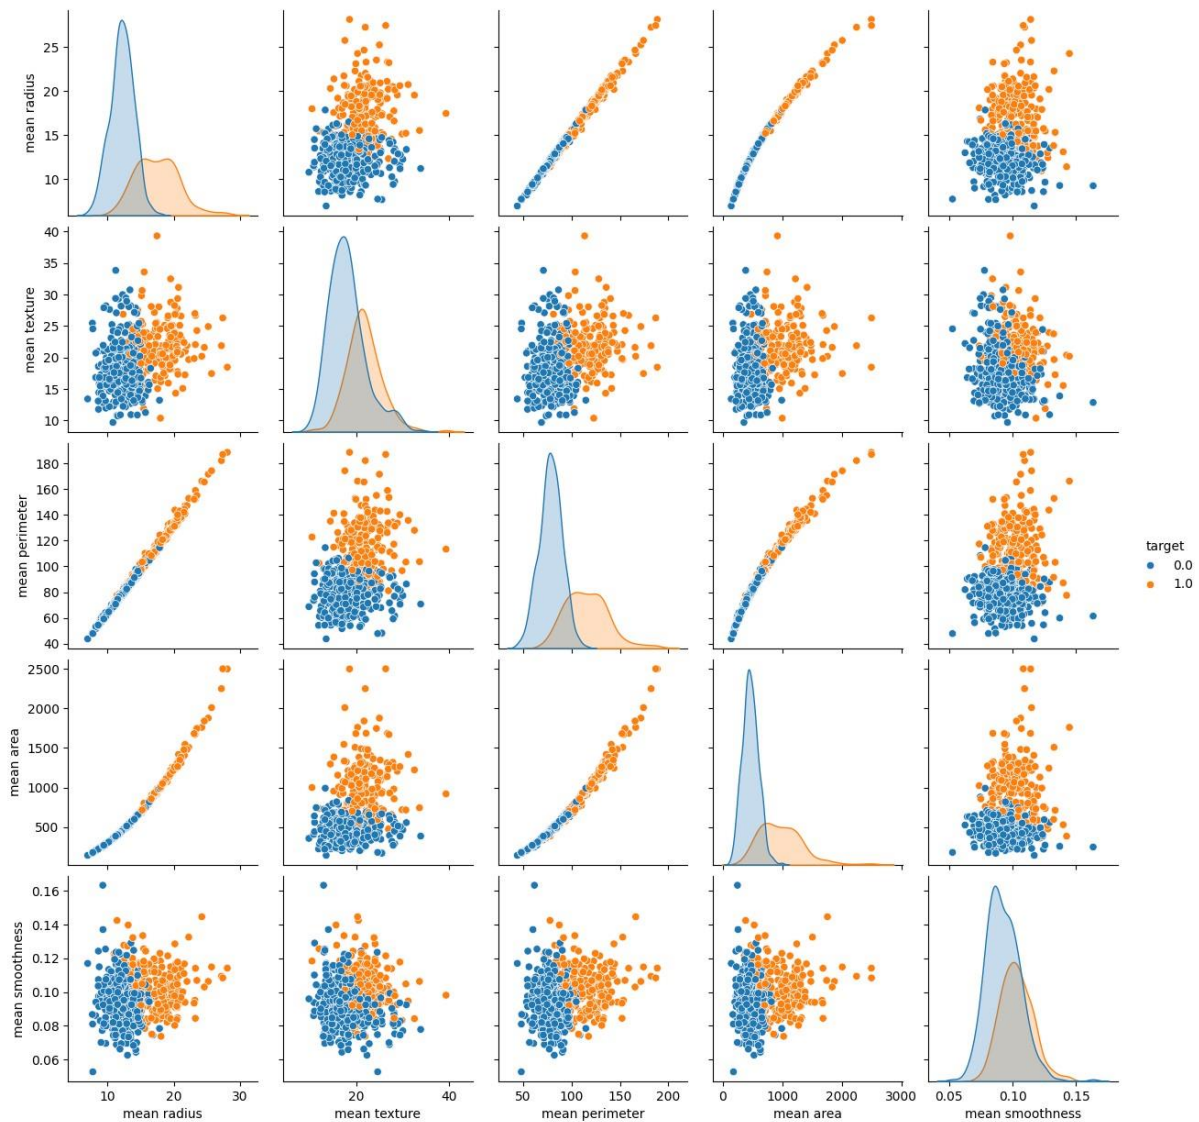 mean radius
25
20
15
10
mean texture
40
35
30
25
20
15
10
mean perimeter
180
160
140
120
100
80
60
40
target
0.0
1.0
mean area
2500
2000
1500
1000
500
mean smoothness
0.16
0.14
0.12
0.10
0.08
0.06
10 20 30
20 40
50 100 150 200
0 1000 2000 3000
0.05 0.10 0.15
mean radius
mean texture
mean perimeter
mean area
mean smoothness